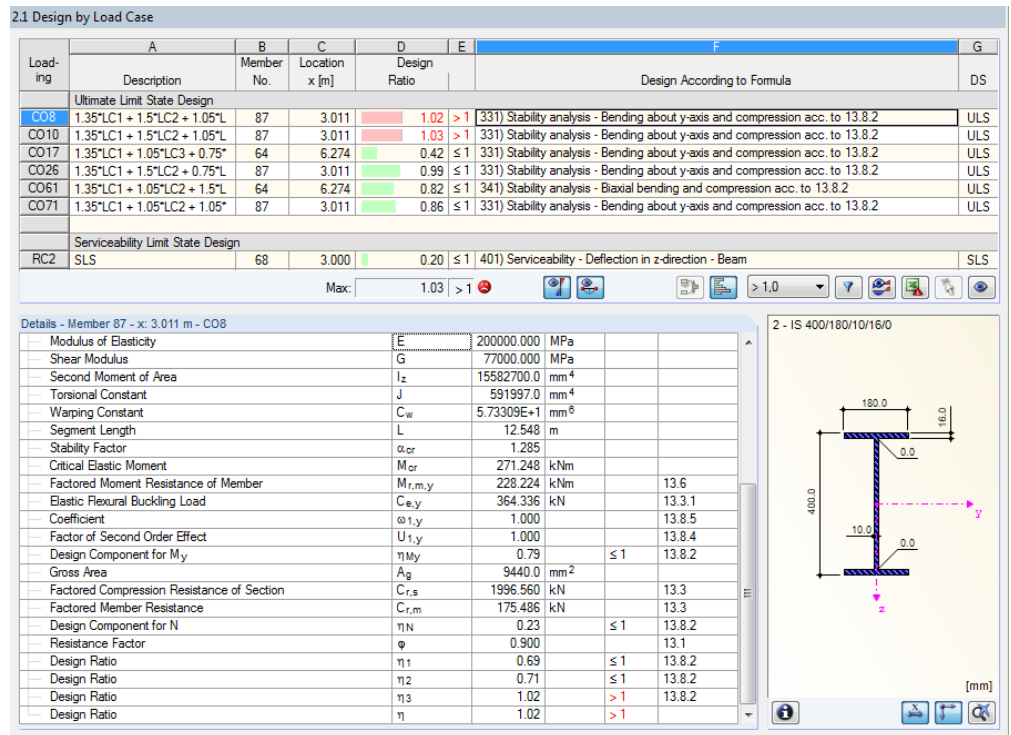 2.1 Design by Load Case
A B C D E F G
Load- Member Location Design
ing Description No. x [m] Ratio Design According to Formula DS
Ultimate Limit State Design
CO8 1.35*LC1 + 1.5*LC2 + 1.05*L 87 3.011 1.02 > 1 331) Stability analysis - Bending about y-axis and compression acc. to 13.8.2 ULS
CO10 1.35*LC1 + 1.5*LC2 + 1.05*L 87 3.011 1.03 > 1 331) Stability analysis - Bending about y-axis and compression acc. to 13.8.2 ULS
CO17 1.35*LC1 + 1.05*LC3 + 0.75* 64 6.274 0.42 ≤ 1 331) Stability analysis - Bending about y-axis and compression acc. to 13.8.2 ULS
CO26 1.35*LC1 + 1.5*LC2 + 0.75*L 87 3.011 0.99 ≤ 1 331) Stability analysis - Bending about y-axis and compression acc. to 13.8.2 ULS
CO61 1.35*LC1 + 1.05*LC2 + 1.5*L 64 6.274 0.82 ≤ 1 341) Stability analysis - Biaxial bending and compression acc. to 13.8.2 ULS
CO71 1.35*LC1 + 1.05*LC2 + 1.05* 87 3.011 0.86 ≤ 1 331) Stability analysis - Bending about y-axis and compression acc. to 13.8.2 ULS
Serviceability Limit State Design
RC2 SLS 68 3.000 0.20 ≤ 1 401) Serviceability - Deflection in z-direction - Beam SLS
Max: 1.03 > 1 > 1,0
Details - Member 87 - x: 3.011 m - CO8
Modulus of Elasticity E 200000.000 MPa
Shear Modulus G 77000.000 MPa
Second Moment of Area Iz 15582700.0 mm4
Torsional Constant J 591997.0 mm4
Warping Constant Cw 5.73309E+1 mm6
Segment Length L 12.548 m
Stability Factor αcr 1.285
Critical Elastic Moment Mcr 271.248 kNm
Factored Moment Resistance of Member Mr,m,y 228.224 kNm 13.6
Elastic Flexural Buckling Load Ce,y 364.336 kN 13.3.1
Coefficient ω1,y 1.000 13.8.5
Factor of Second Order Effect U1,y 1.000 13.8.4
Design Component for My ηMy 0.79 ≤ 1 13.8.2
Gross Area Ag 9440.0 mm2
Factored Compression Resistance of Section Cr,s 1996.560 kN 13.3
Factored Member Resistance Cr,m 175.486 kN 13.3
Design Component for N ηN 0.23 ≤ 1 13.8.2
Resistance Factor φ 0.900 13.1
Design Ratio η1 0.69 ≤ 1 13.8.2
Design Ratio η2 0.71 ≤ 1 13.8.2
Design Ratio η3 1.02 > 1 13.8.2
Design Ratio η 1.02 > 1
2 - IS 400/180/10/16/0
180.0
16.0
0.0
400.0
y
10.0
0.0
z
[mm]